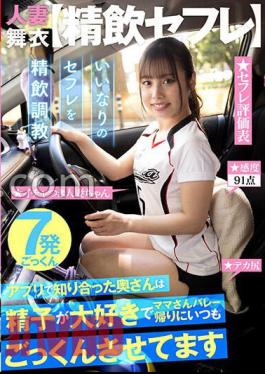 人妻
舞衣
【精飲セフレ】
いいなりの
セフレを
精飲調教
★セフレ評価表
★感度
91点
★デカ尻
com
7発
ごっくん
アプリで知り合った奥さんは
精子が大好きでママさんバレー
帰りにいつも
ごっくんさせてます